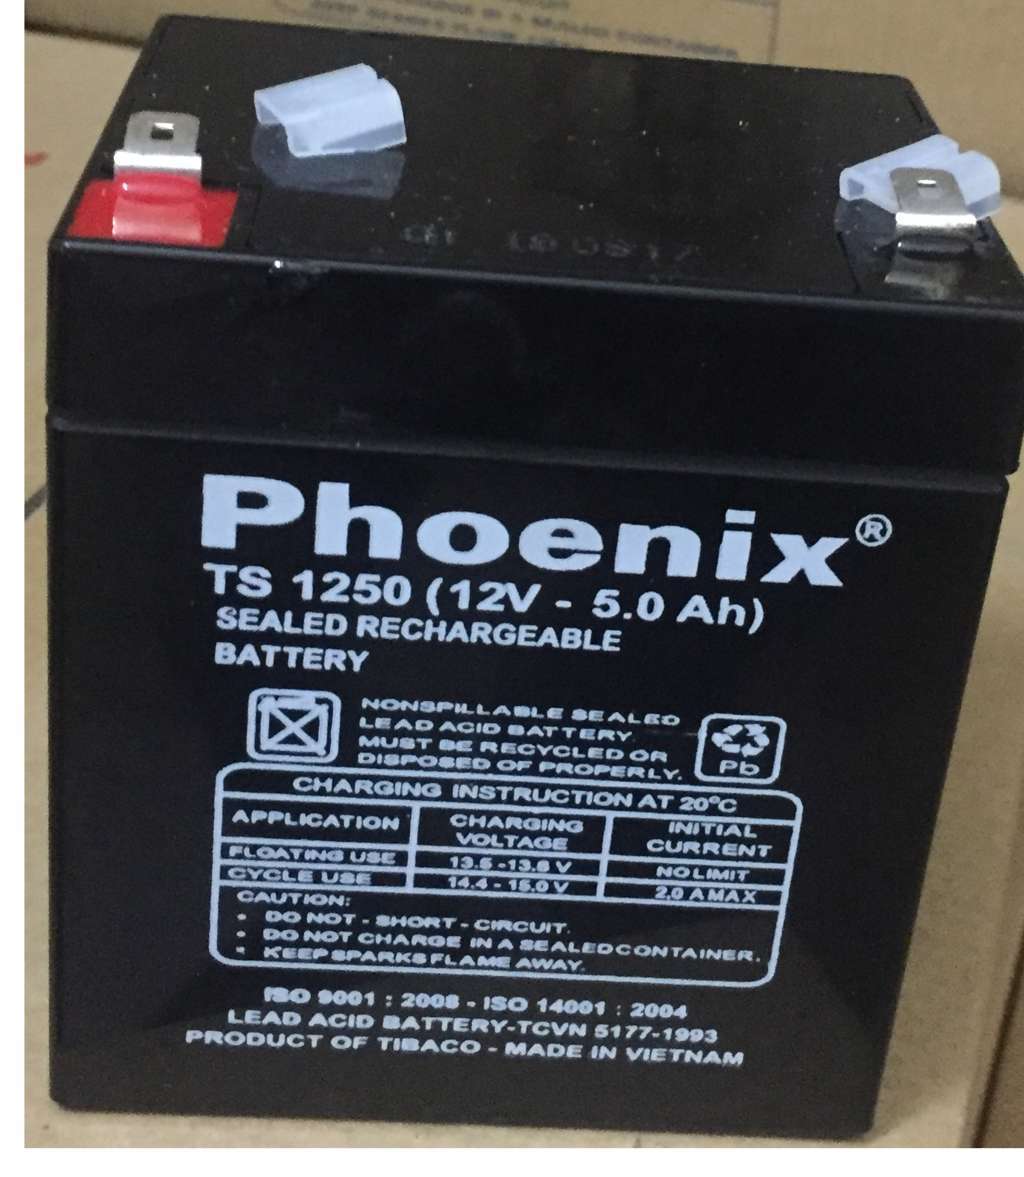 Phoenix®
TS 1250 (12V - 5.0 Ah)
SEALED RECHARGEABLE
BATTERY
NONSPILLABLE SEALED
LEAD ACID BATTERY.
MUST BE RECYCLED OR
DISPOSED OF PROPERLY.
Pb
CHARGING INSTRUCTION AT 20°C
APPLICATION CHARGING VOLTAGE INITIAL CURRENT
FLOATING USE 13.5 -13.8 V NO LIMIT
CYCLE USE 14.4 - 15.0 V 2.0 A MAX
CAUTION:
• DO NOT - SHORT - CIRCUIT.
• DO NOT CHARGE IN A SEALED CONTAINER.
• KEEP SPARKS FLAME AWAY.
ISO 9001 : 2008 - ISO 14001 : 2004
LEAD ACID BATTERY-TCVN 5177-1993
PRODUCT OF TIBACO - MADE IN VIETNAM